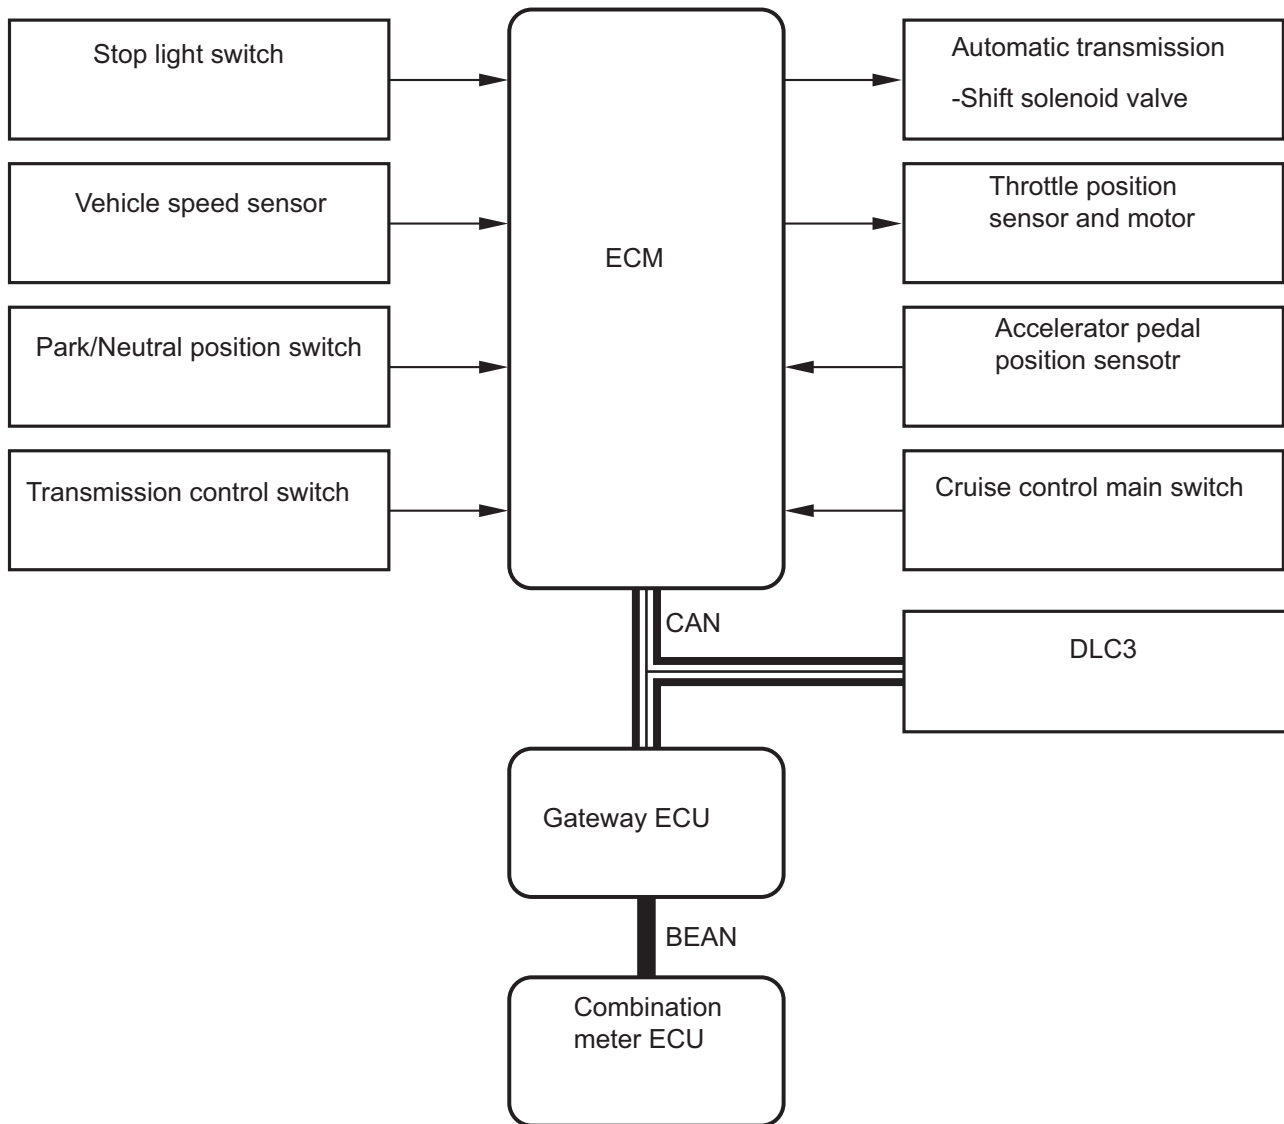 Stop light switch
Vehicle speed sensor
Park/Neutral position switch
Transmission control switch
ECM
Automatic transmission
-Shift solenoid valve
Throttle position
sensor and motor
Accelerator pedal
position sensotr
Cruise control main switch
CAN
DLC3
Gateway ECU
BEAN
Combination
meter ECU